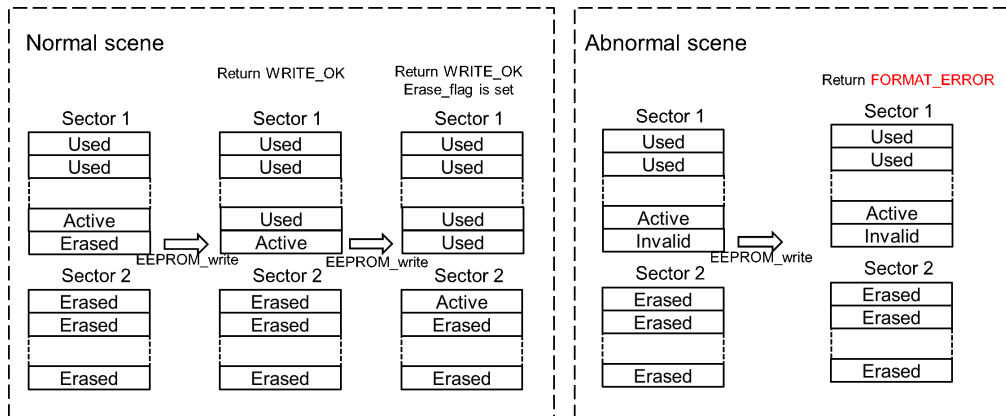 Normal scene
Return WRITE_OK
Return WRITE_OK
Erase_flag is set
Sector 1
Used
Used
Active
Erased
Sector 2
Erased
Erased
Erased
EEPROM_write
Sector 1
Used
Used
Used
Active
Sector 2
Erased
Erased
Erased
EEPROM_write
Sector 1
Used
Used
Used
Used
Sector 2
Active
Erased
Erased
Abnormal scene
Return FORMAT_ERROR
Sector 1
Used
Used
Active
Invalid
Sector 2
Erased
Erased
Erased
EEPROM_write
Sector 1
Used
Used
Active
Invalid
Sector 2
Erased
Erased
Erased